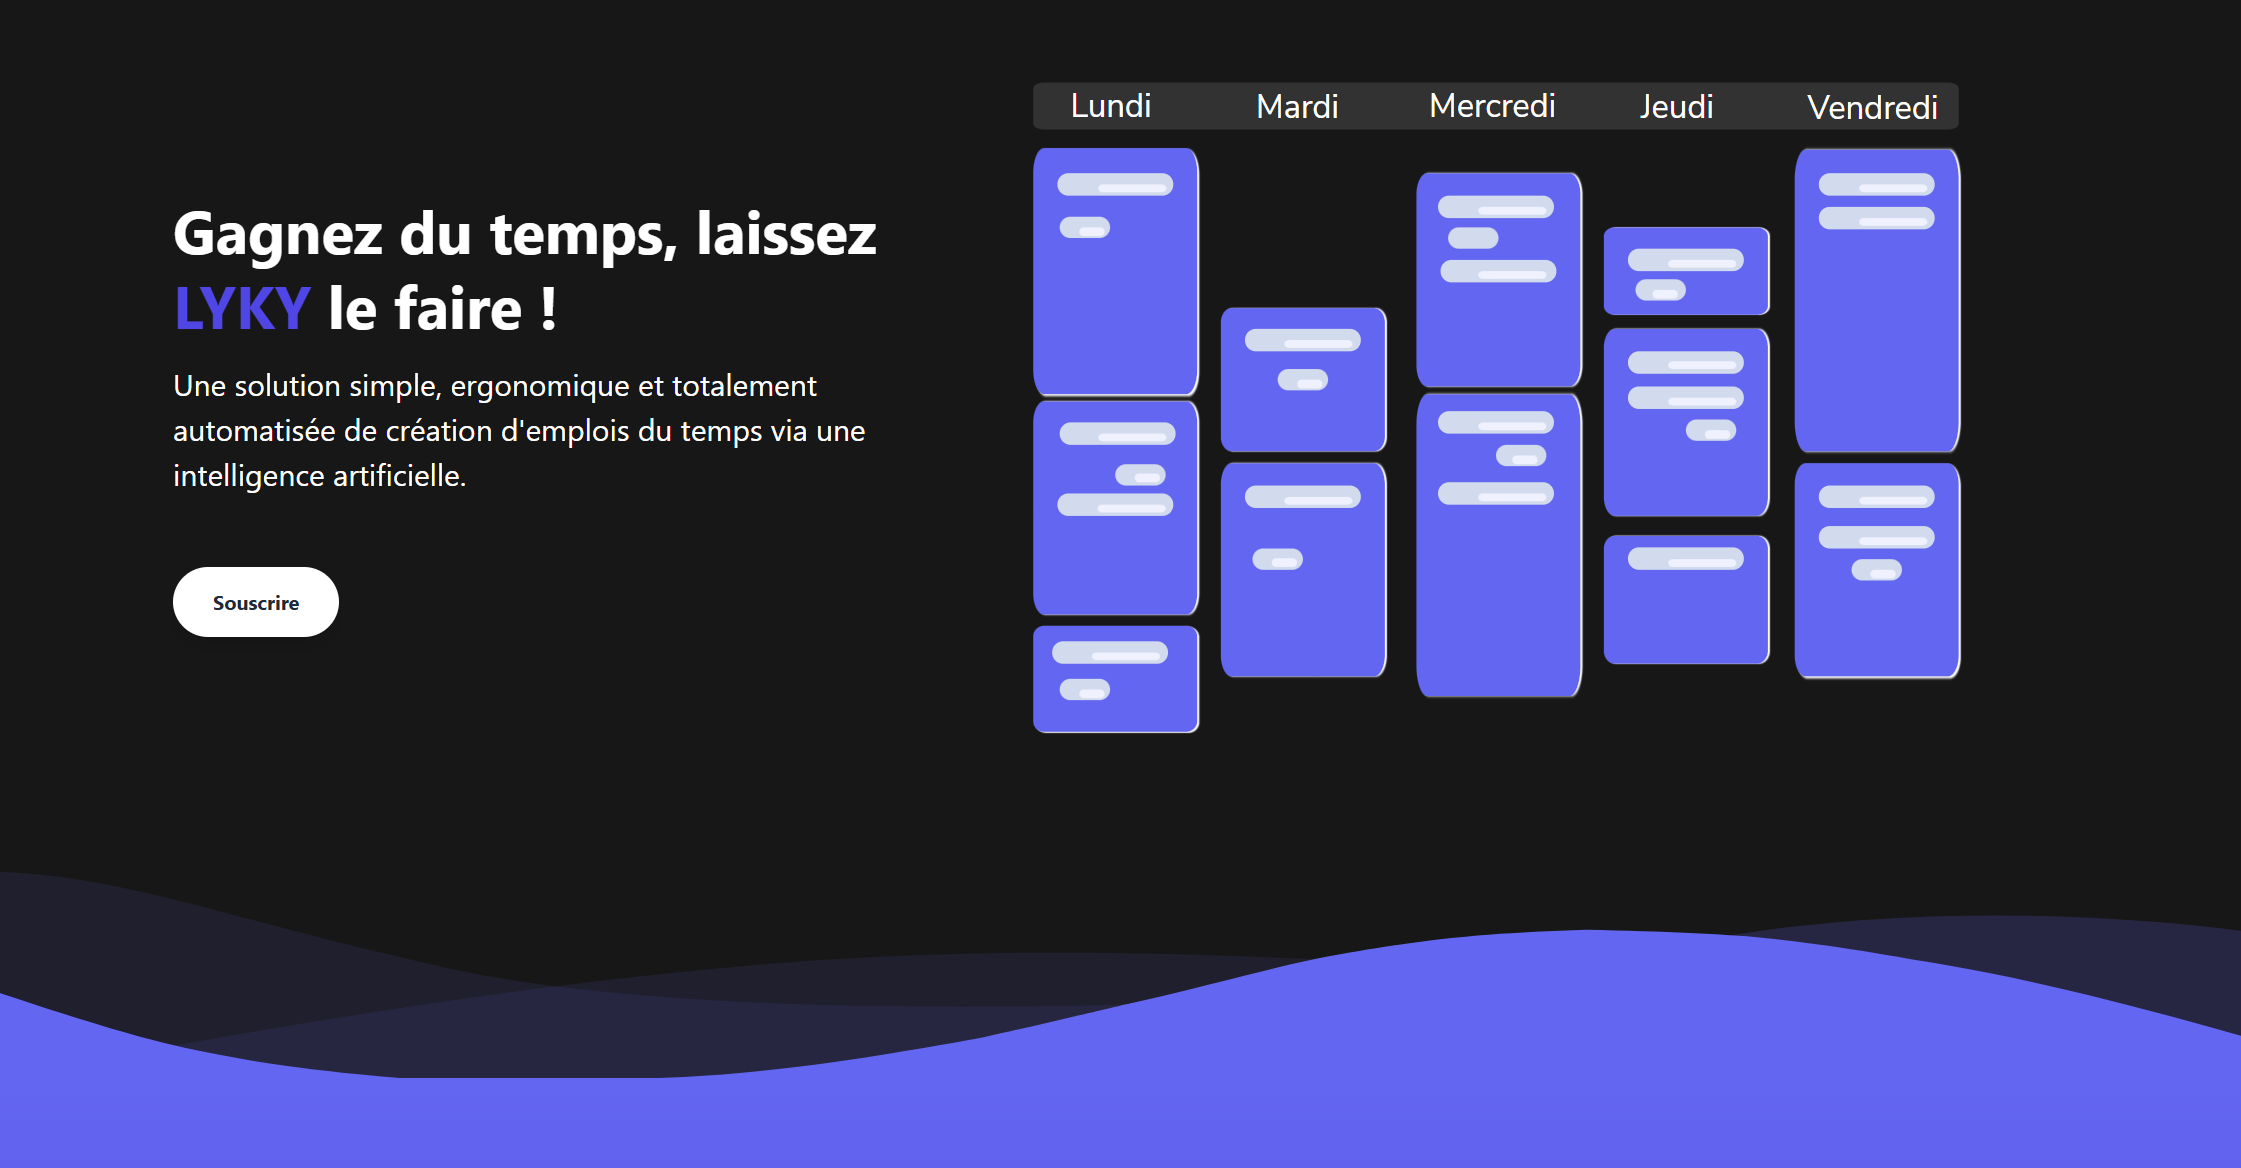 Gagnez du temps, laissez
LYKY le faire !
Une solution simple, ergonomique et totalement
automatisée de création d'emplois du temps via une
intelligence artificielle.
Souscrire
Lundi Mardi Mercredi Jeudi Vendredi